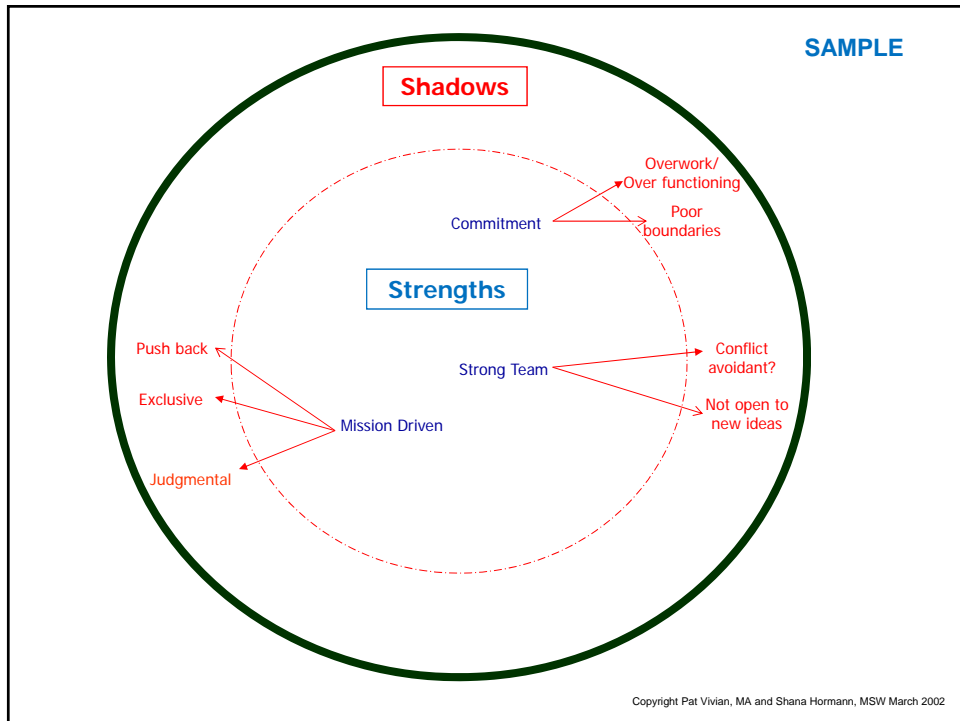 SAMPLE
Shadows
Overwork/
Over functioning
Commitment
Poor
boundaries
Strengths
Push back
Conflict
avoidant?
Strong Team
Exclusive
Not open to
new ideas
Mission Driven
Judgmental
Copyright Pat Vivian, MA and Shana Hormann, MSW March 2002